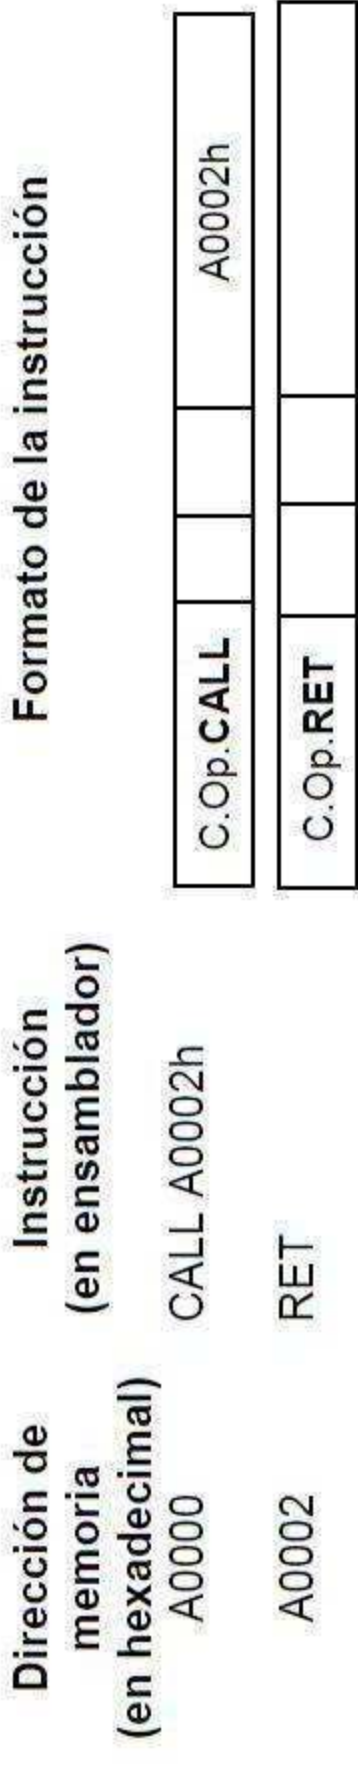 Dirección de
memoria
(en hexadecimal)
Instrucción
(en ensamblador)
Formato de la instrucción
A0000
CALL A0002h
C.Op.CALL
A0002h
A0002
RET
C.Op.RET